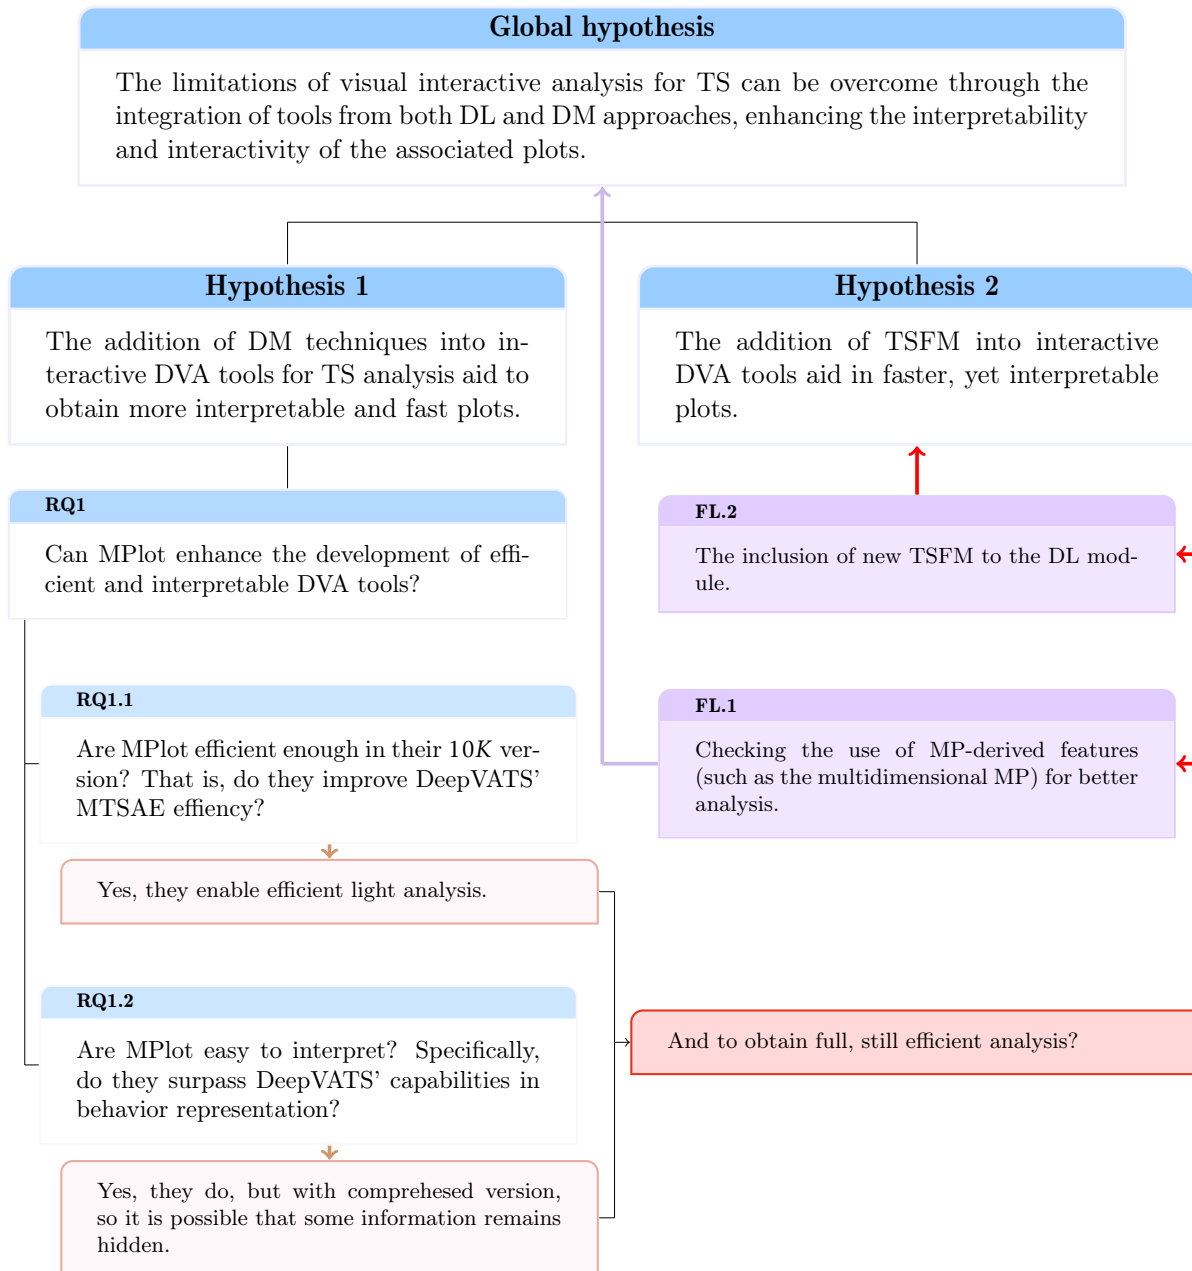 Global hypothesis
The limitations of visual interactive analysis for TS can be overcome through the
integration of tools from both DL and DM approaches, enhancing the interpretability
and interactivity of the associated plots.
Hypothesis 1
The addition of DM techniques into in-
teractive DVA tools for TS analysis aid to
obtain more interpretable and fast plots.
Hypothesis 2
The addition of TSFM into interactive
DVA tools aid in faster, yet interpretable
plots.
RQ1
Can MPlot enhance the development of effi-
cient and interpretable DVA tools?
FL.2
The inclusion of new TSFM to the DL mod-
ule.
RQ1.1
Are MPlot efficient enough in their 10K ver-
sion? That is, do they improve DeepVATS'
MTSAE effiency?
FL.1
Checking the use of MP-derived features
(such as the multidimensional MP) for better
analysis.
Yes, they enable efficient light analysis.
RQ1.2
Are MPlot easy to interpret? Specifically,
do they surpass DeepVATS' capabilities in
behavior representation?
And to obtain full, still efficient analysis?
Yes, they do, but with comprehesed version,
so it is possible that some information remains
hidden.